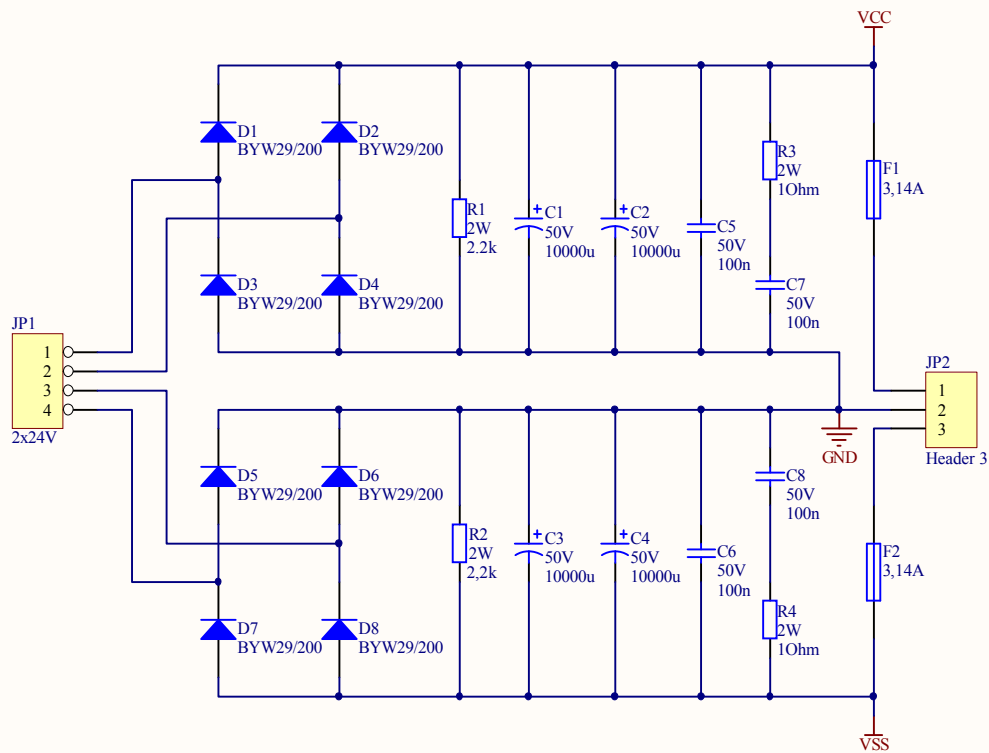 VCC
D1
BYW29/200
D2
BYW29/200
R3
2W
1Ohm
F1
3,14A
R1
2W
2.2k
+
C1
50V
10000u
+
C2
50V
10000u
C5
50V
100n
D3
BYW29/200
D4
BYW29/200
C7
50V
100n
JP1
1
2
3
4
2x24V
JP2
1
2
3
Header 3
GND
D5
BYW29/200
D6
BYW29/200
C8
50V
100n
R2
2W
2,2k
+
C3
50V
10000u
+
C4
50V
10000u
C6
50V
100n
F2
3,14A
D7
BYW29/200
D8
BYW29/200
R4
2W
1Ohm
VSS